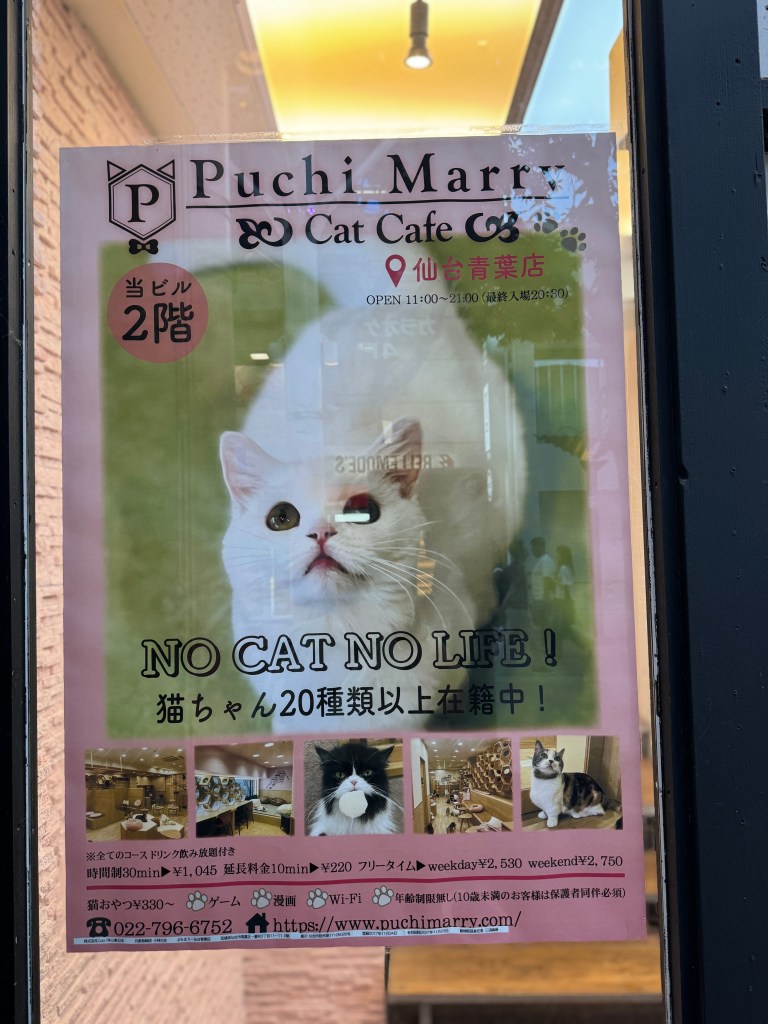 P
Puchi Marry
Cat Cafe
仙台青葉店
OPEN 11:00～21:00 (最終入場20:30)
当ビル
2階
カラオケ
BELLEMODE'S
NO CAT NO LIFE!
猫ちゃん20種類以上在籍中!
※全てのコースドリンク飲み放題付き
時間制30min▶¥1,045 延長料金10min▶¥220 フリータイム▶weekday¥2,530 weekend¥2,750
猫おやつ¥330～ ゲーム 漫画 Wi-Fi 年齢制限無し(10歳未満のお客様は保護者同伴必須)
022-796-6752 https://www.puchimarry.com/